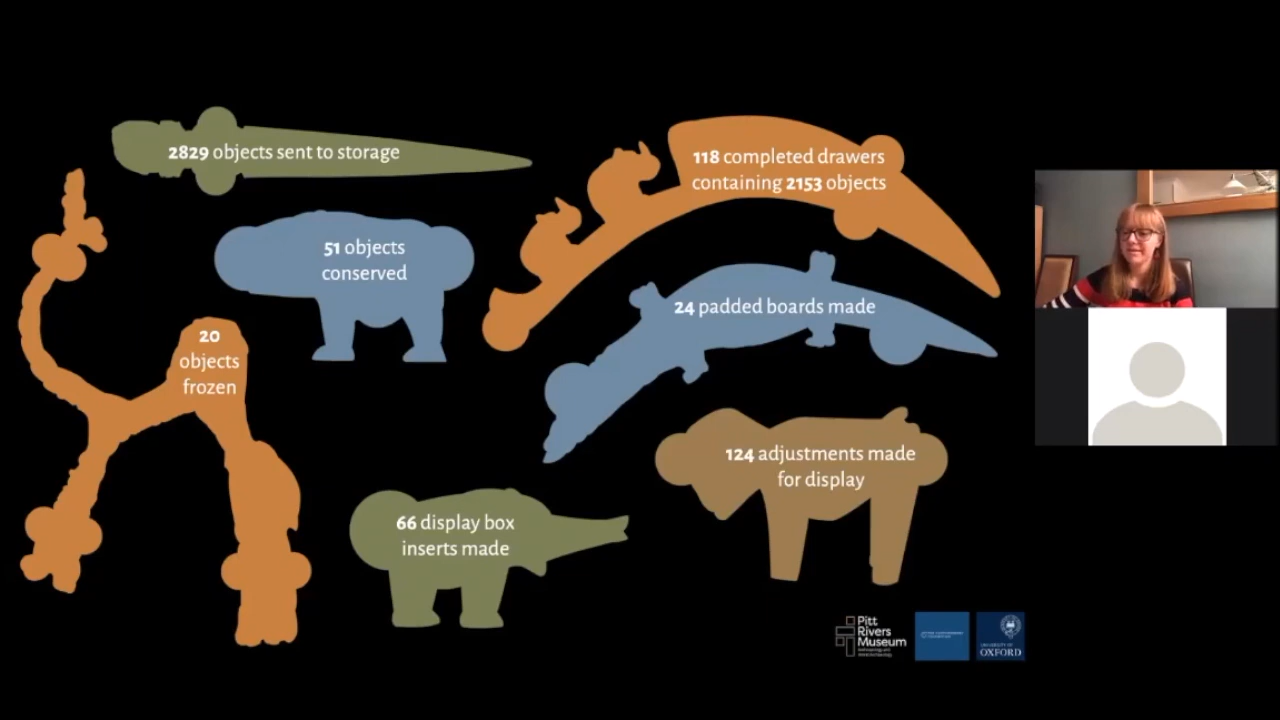 2829 objects sent to storage
118 completed drawers
containing 2153 objects
51 objects
conserved
24 padded boards made
20
objects
frozen
124 adjustments made
for display
66 display box
inserts made
Pitt
Rivers
Museum
UNIVERSITY OF
OXFORD